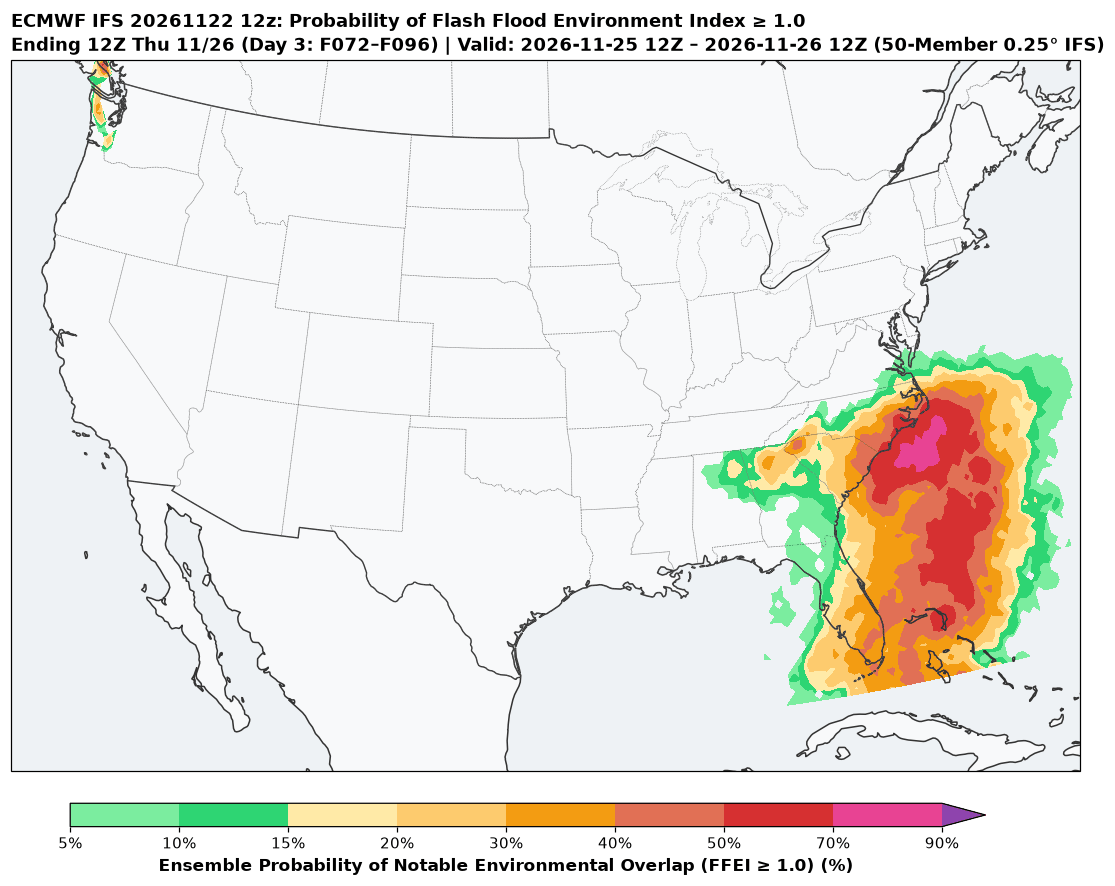 ECMWF IFS 20261122 12z: Probability of Flash Flood Environment Index ≥ 1.0
Ending 12Z Thu 11/26 (Day 3: F072–F096) | Valid: 2026-11-25 12Z – 2026-11-26 12Z (50-Member 0.25° IFS)
5% 10% 15% 20% 30% 40% 50% 70% 90%
Ensemble Probability of Notable Environmental Overlap (FFEI ≥ 1.0) (%)